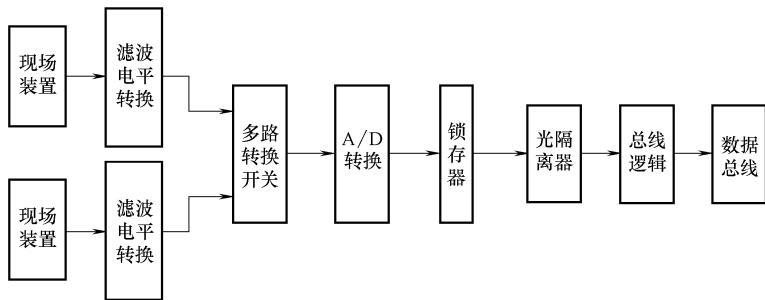 现场
装置
滤波
电平
转换
现场
装置
滤波
电平
转换
多路
转换
开关
A/D
转换
锁
存
器
光隔
离器
总线
逻辑
数据
总线